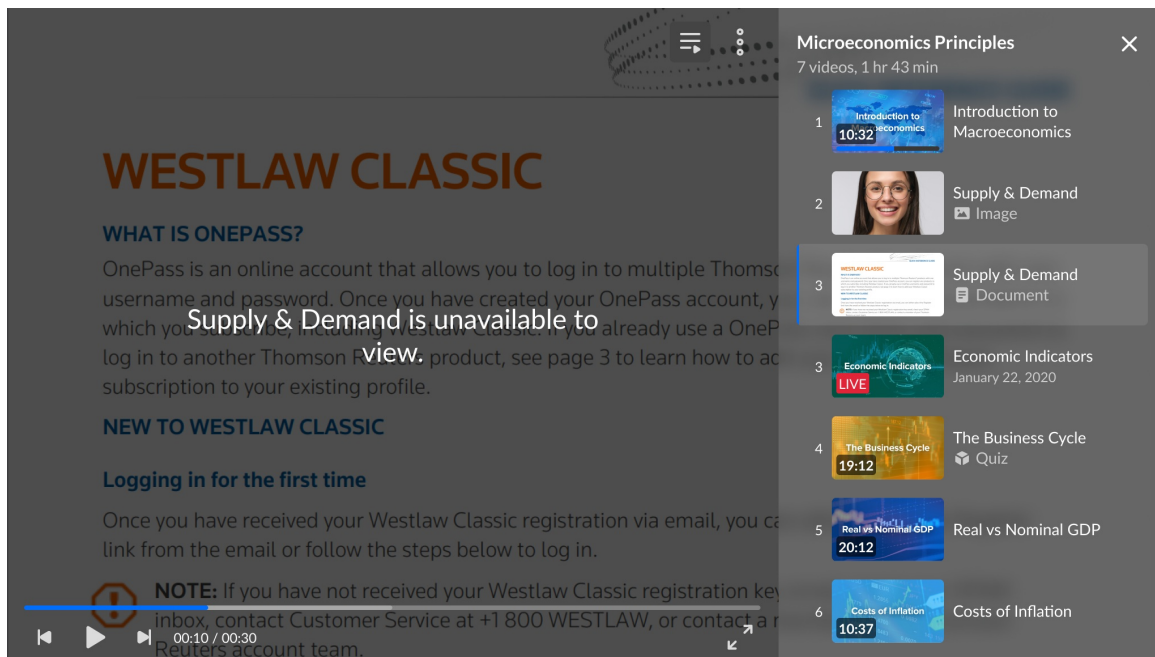 WESTLAW CLASSIC
WHAT IS ONEPASS?
OnePass is an online account that allows you to log in to multiple
username and password. Once you have created your OnePass account,
which you subscribe, including Westlaw Classic. If you already use a
log in to another Thomson Reuters product, see page 3 to learn how to
subscription to your existing profile.
Supply & Demand is unavailable to
view.
NEW TO WESTLAW CLASSIC
Logging in for the first time
Once you have received your Westlaw Classic registration via email, you
link from the email or follow the steps below to log in.
NOTE: If you have not received your Westlaw Classic registration
inbox, contact Customer Service at +1 800 WESTLAW, or contact a
Reuters account team.
00:10 / 00:30
Microeconomics Principles
7 videos, 1 hr 43 min
1
Introduction to
10:32
Introduction to
Macroeconomics
2
Supply & Demand
Image
3
WESTLAW CLASSIC
Supply & Demand
Document
3
Economic Indicators
LIVE
Economic Indicators
January 22, 2020
4
The Business Cycle
19:12
The Business Cycle
Quiz
5
Real vs Nominal GDP
20:12
Real vs Nominal GDP
6
Costs of Inflation
10:37
Costs of Inflation